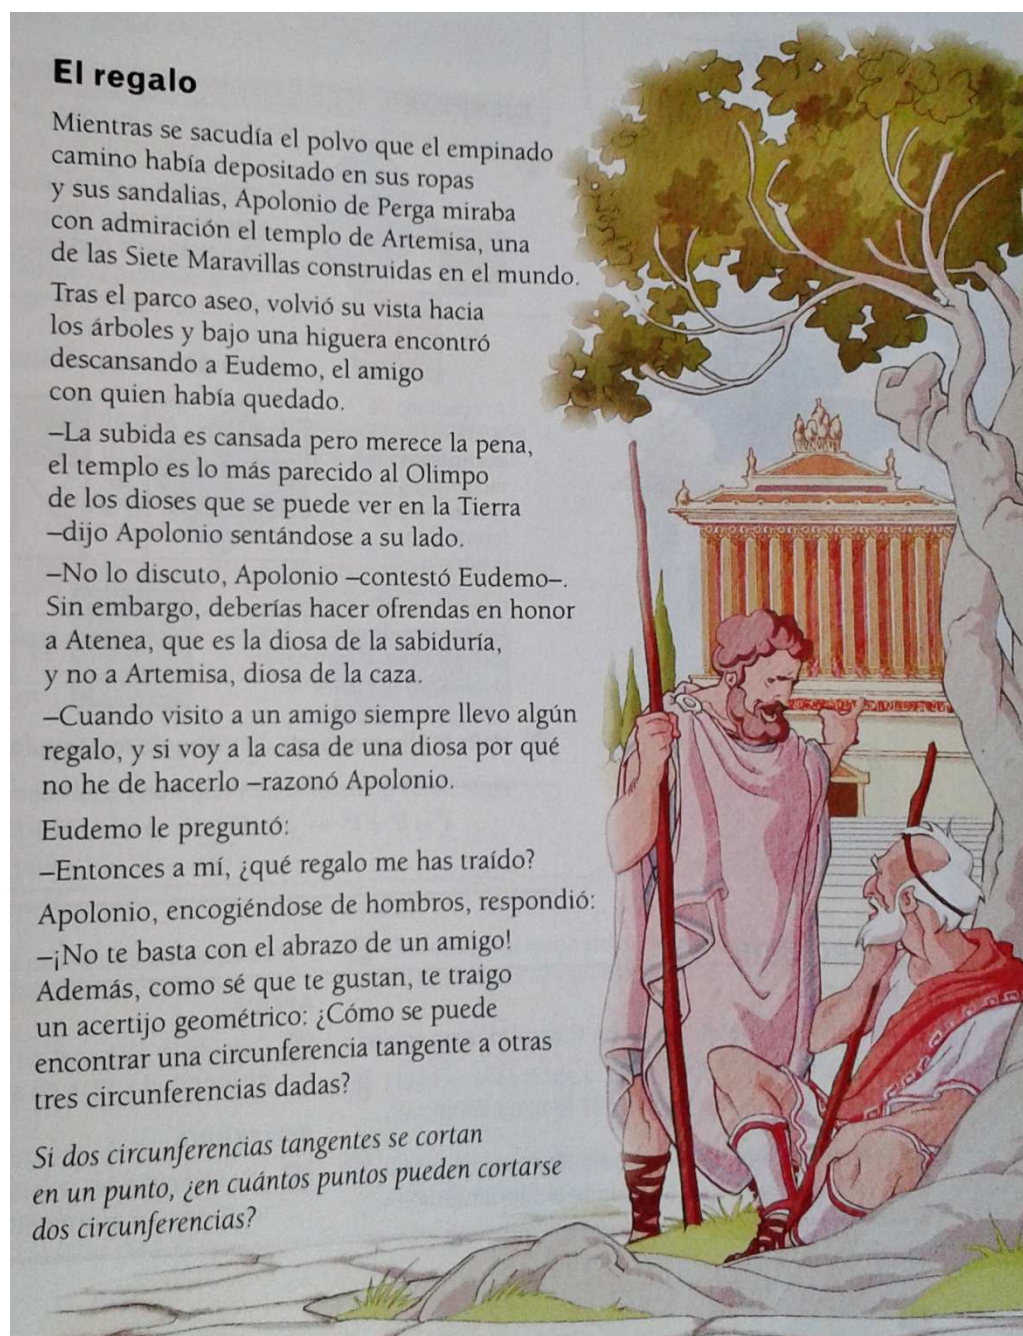 El regalo
Mientras se sacudía el polvo que el empinado
camino había depositado en sus ropas
y sus sandalias, Apolonio de Perga miraba
con admiración el templo de Artemisa, una
de las Siete Maravillas construidas en el mundo.
Tras el parco aseo, volvió su vista hacia
los árboles y bajo una higuera encontró
descansando a Eudemo, el amigo
con quien había quedado.
–La subida es cansada pero merece la pena,
el templo es lo más parecido al Olimpo
de los dioses que se puede ver en la Tierra
–dijo Apolonio sentándose a su lado.
–No lo discuto, Apolonio –contestó Eudemo–.
Sin embargo, deberías hacer ofrendas en honor
a Atenea, que es la diosa de la sabiduría,
y no a Artemisa, diosa de la caza.
–Cuando visito a un amigo siempre llevo algún
regalo, y si voy a la casa de una diosa por qué
no he de hacerlo –razonó Apolonio.
Eudemo le preguntó:
–Entonces a mí, ¿qué regalo me has traído?
Apolonio, encogiéndose de hombros, respondió:
–¡No te basta con el abrazo de un amigo!
Además, como sé que te gustan, te traigo
un acertijo geométrico: ¿Cómo se puede
encontrar una circunferencia tangente a otras
tres circunferencias dadas?
Si dos circunferencias tangentes se cortan
en un punto, ¿en cuántos puntos pueden cortarse
dos circunferencias?